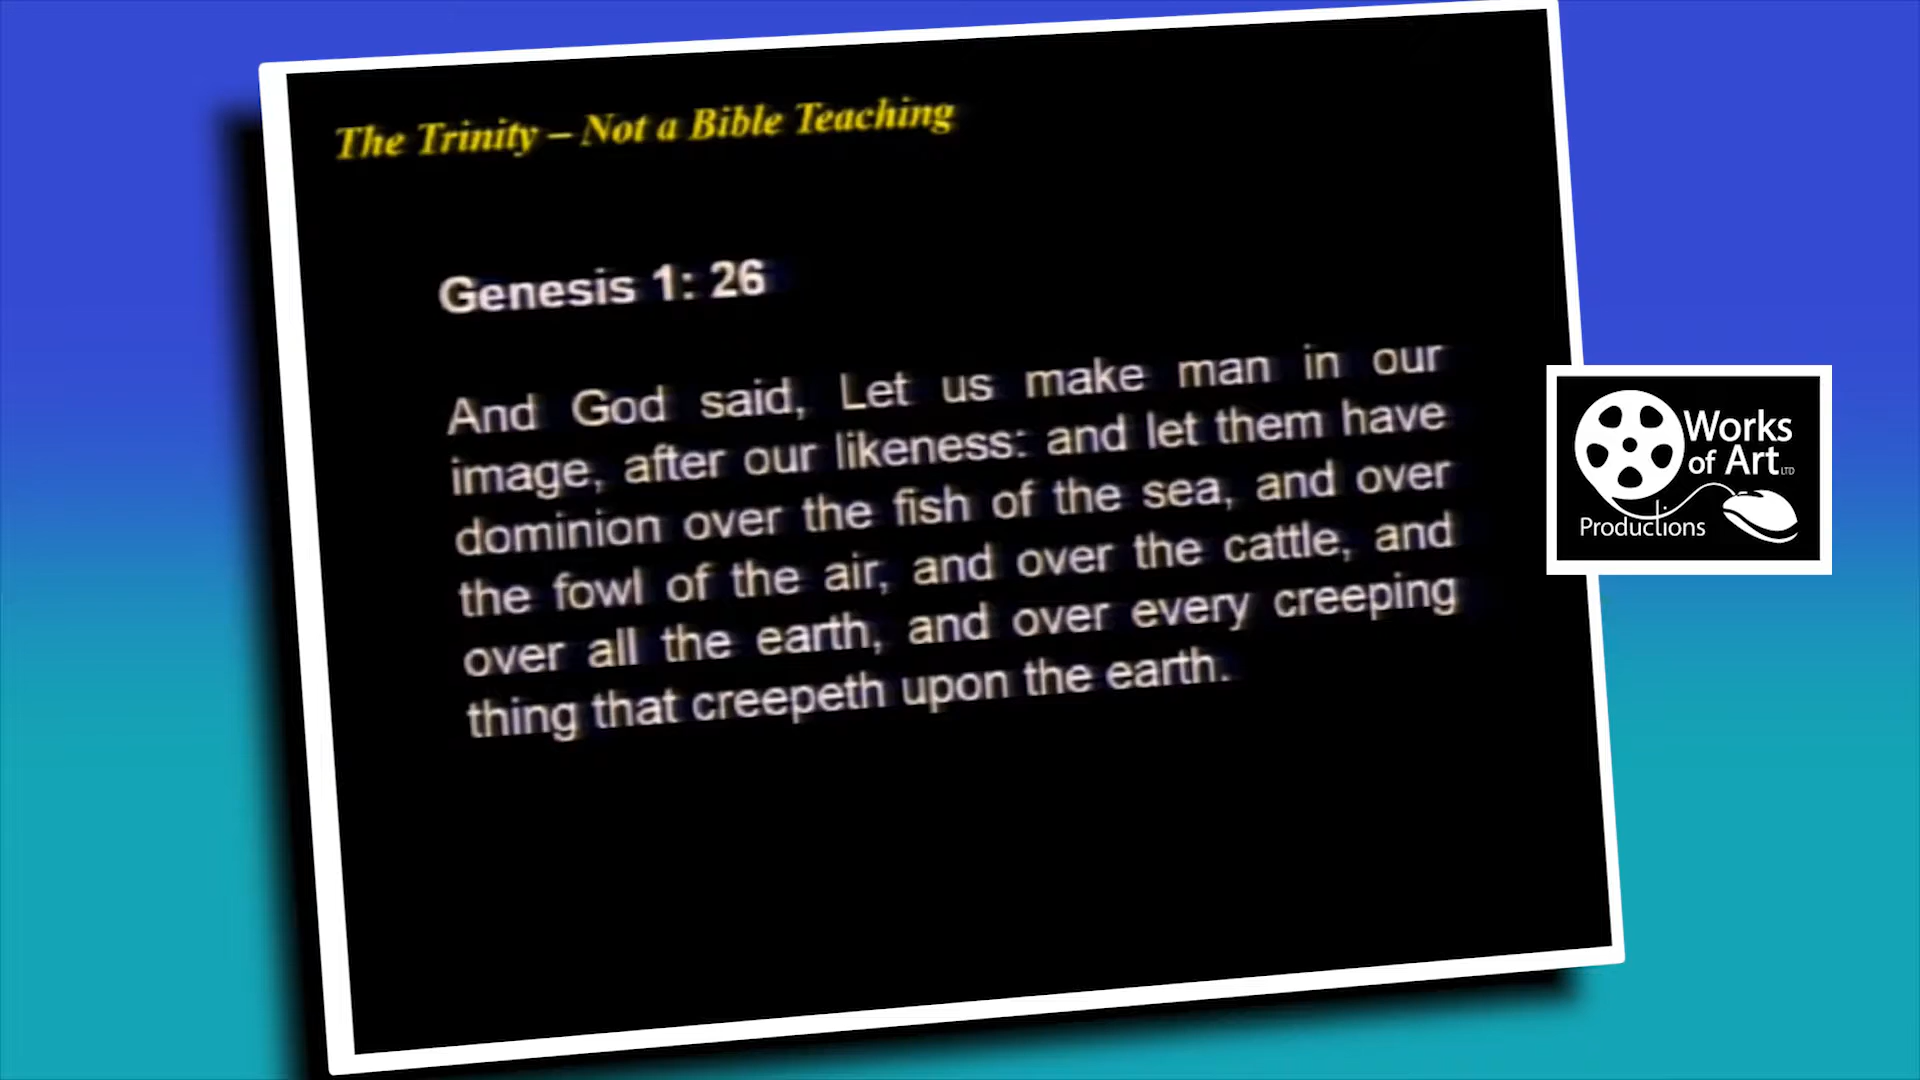 The Trinity – Not a Bible Teaching
Genesis 1: 26
And God said, Let us make man in our
image, after our likeness: and let them have
dominion over the fish of the sea, and over
the fowl of the air, and over the cattle, and
over all the earth, and over every creeping
thing that creepeth upon the earth.
Works
of Art LTD
Productions